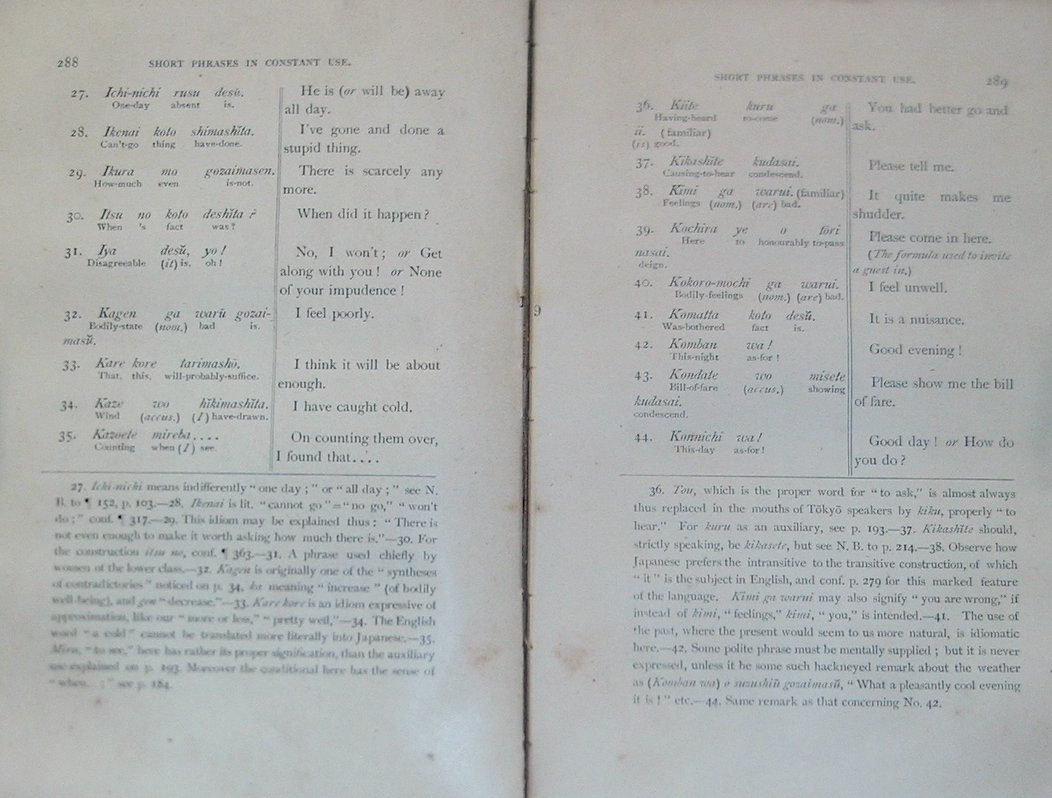 288 SHORT PHRASES IN CONSTANT USE.
27. Ichi-nichi rusu desŭ.
One-day absent is.
He is (or will be) away
all day.
28. Ikenai koto shimashĭta.
Can't-go thing have-done.
I've gone and done a
stupid thing.
29. Ikura mo gozaimasen.
How-much even is-not.
There is scarcely any
more.
30. Itsu no koto deshĭta ?
When 's fact was?
When did it happen?
31. Iya desŭ, yo!
Disagreeable (it) is, oh!
No, I won't; or Get
along with you! or None
of your impudence!
32. Kagen ga warū gozai-
Bodily-state (nom.) bad is.
masŭ.
I feel poorly.
33. Kare kore tarimashō.
That, this, will-probably-suffice.
I think it will be about
enough.
34. Kaze wo hĭkimashĭta.
Wind (accus.) (I) have-drawn.
I have caught cold.
35. Kazoete mireba....
Counting when (I) see.
On counting them over,
I found that....
27. Ichi-nichi means indifferently "one day;" or "all day;" see N.
B. to ¶ 152, p. 103.—28. Ikenai is lit. "cannot go"="no go," "won't
do;" conf. ¶ 317.—29. This idiom may be explained thus: "There is
not even enough to make it worth asking how much there is."—30. For
the construction itsu no, conf. ¶ 363.—31. A phrase used chiefly by
women of the lower class.—32. Kagen is originally one of the "syntheses
of contradictories" noticed on p. 34, ka meaning "increase" (of bodily
well-being), and gen "decrease."—33. Kare kore is an idiom expressive of
approximation, like our "more or less," "pretty well."—34. The English
word "a cold" cannot be translated more literally into Japanese.—35.
Miru, "to see," here has rather its proper signification, than the auxiliary
use explained on p. 193. Moreover the conditional here has the sense of
"when. ;" see p. 184.
SHORT PHRASES IN CONSTANT USE. 289
36. Kiite kuru ga
Having-heard to-come (nom.)
ii. (familiar)
(is) good.
You had better go and
ask.
37. Kikashĭte kudasai.
Causing-to-hear condescend.
Please tell me.
38. Kimi ga warui. (familiar)
Feelings (nom.) (are) bad.
It quite makes me
shudder.
39. Kochira ye o tōri
Here to honourably to-pass
nasai.
deign.
Please come in here.
(The formula used to invite
a guest in.)
40. Kokoro-mochi ga warui.
Bodily-feelings (nom.) (are) bad.
I feel unwell.
41. Komatta koto desŭ.
Was-bothered fact is.
It is a nuisance.
42. Komban wa!
This-night as-for!
Good evening!
43. Kondate wo misete
Bill-of-fare (accus.) showing
kudasai.
condescend.
Please show me the bill
of fare.
44. Konnichi wa!
This-day as-for!
Good day! or How do
you do?
36. Tou, which is the proper word for "to ask," is almost always
thus replaced in the mouths of Tōkyō speakers by kiku, properly "to
hear." For kuru as an auxiliary, see p. 193.—37. Kikashĭte should,
strictly speaking, be kikasete, but see N. B. to p. 214.—38. Observe how
Japanese prefers the intransitive to the transitive construction, of which
"it" is the subject in English, and conf. p. 279 for this marked feature
of the language. Kimi ga warui may also signify "you are wrong," if
instead of kimi, "feelings," kimi, "you," is intended.—41. The use of
the past, where the present would seem to us more natural, is idiomatic
here.—42. Some polite phrase must be mentally supplied; but it is never
expressed, unless it be some such hackneyed remark about the weather
as (Komban wa) o suzushiū gozaimasŭ, "What a pleasantly cool evening
it is!" etc.—44. Same remark as that concerning No. 42.
19